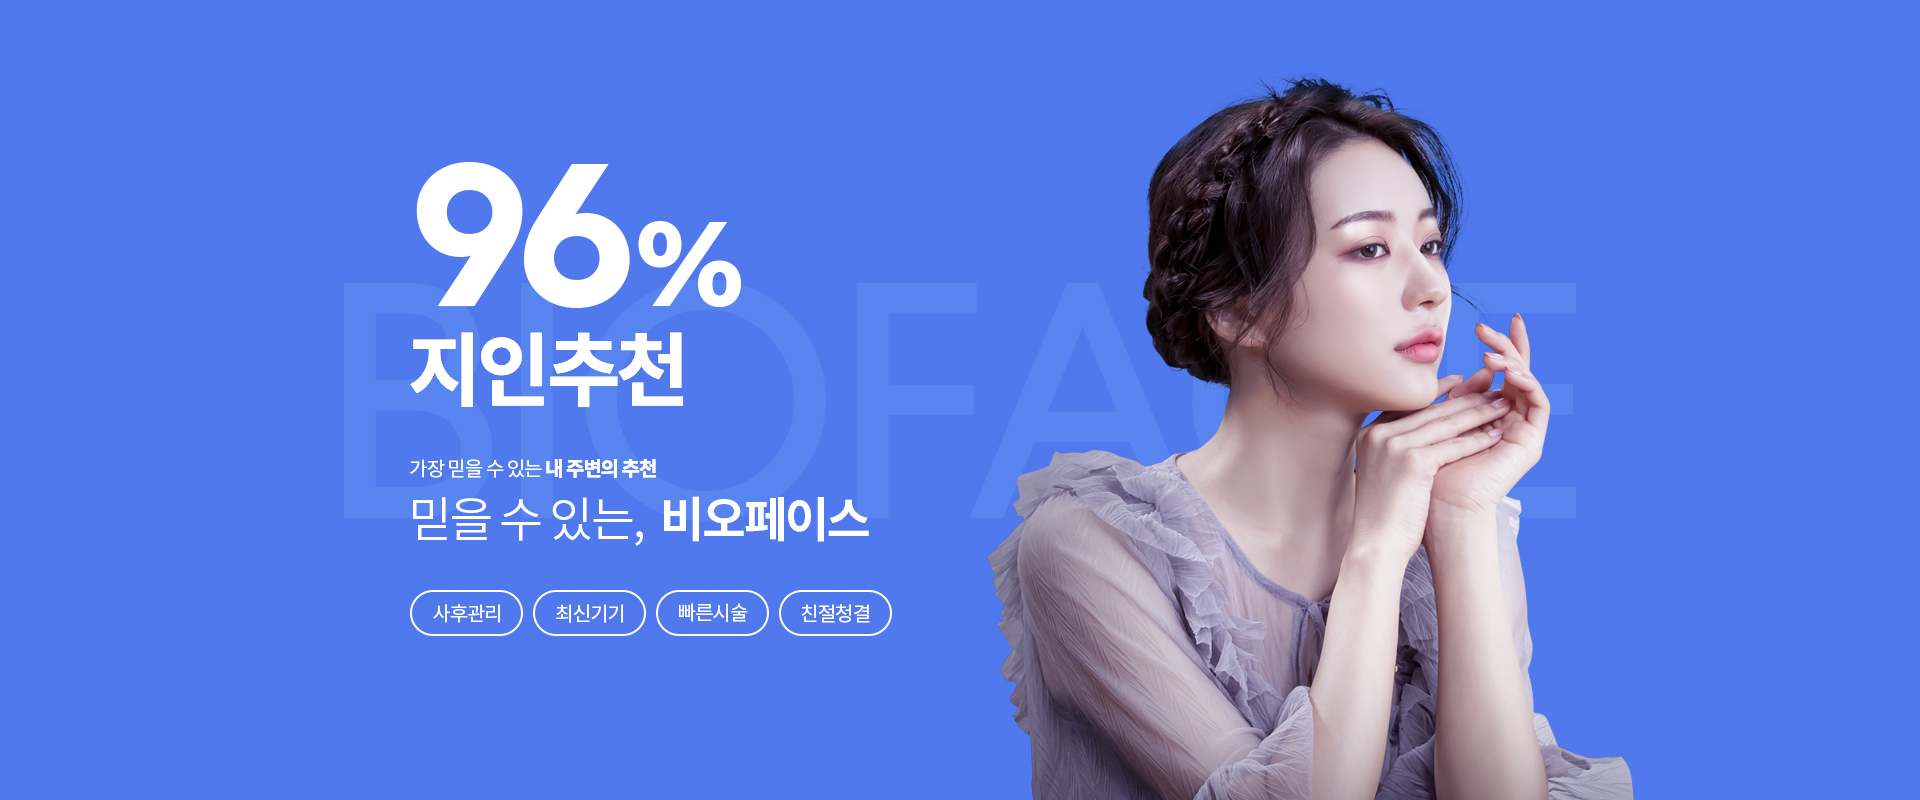 96%
지인추천
BIOFACE
가장 믿을 수 있는 내 주변의 추천
믿을 수 있는, 비오페이스
사후관리 최신기기 빠른시술 친절청결